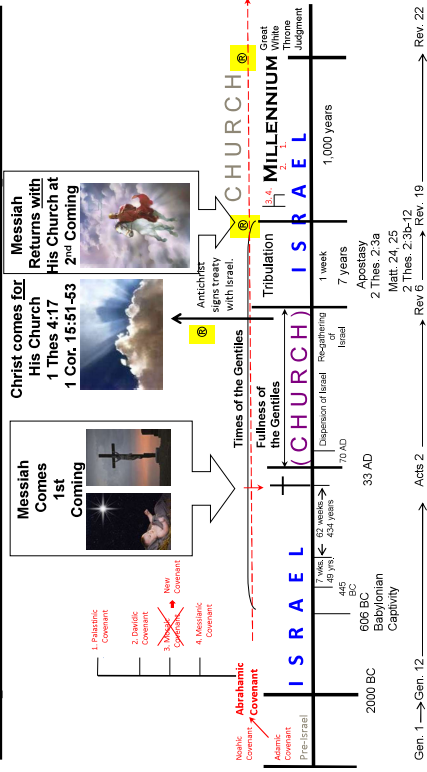 Messiah
Comes
1st
Coming
Christ comes for
His Church
1 Thes 4:17
1 Cor. 15:51-53
Messiah
Returns with
His Church at
2nd Coming
1. Palastinic
Covenant
2. Davidic
Covenant
3. Mosaic
Covenant
New
Covenant
4. Messianic
Covenant
Abrahamic
Covenant
Noahic
Covenant
Adamic
Covenant
Pre-Israel
ISRAEL
Times of the Gentiles
Fullness of
the Gentiles
(CHURCH)
®
Antichrist
signs treaty
with Israel.
®
CHURCH
®
Tribulation
3. 4.
MILLENNIUM
2. 1.
Great
White
Throne
Judgment
ISRAEL
2000 BC
606 BC
Babylonian
Captivity
445
BC
7 wks.
49 yrs.
62 weeks
434 years
33 AD
70 AD
Dispersion of Israel
Re-gathering
of
Israel
1 week
7 years
1,000 years
Apostasy
2 Thes. 2:3a
Matt. 24, 25
2 Thes. 2:3b-12
Gen. 1
Gen. 12
Acts 2
Rev 6
Rev. 19
Rev. 22